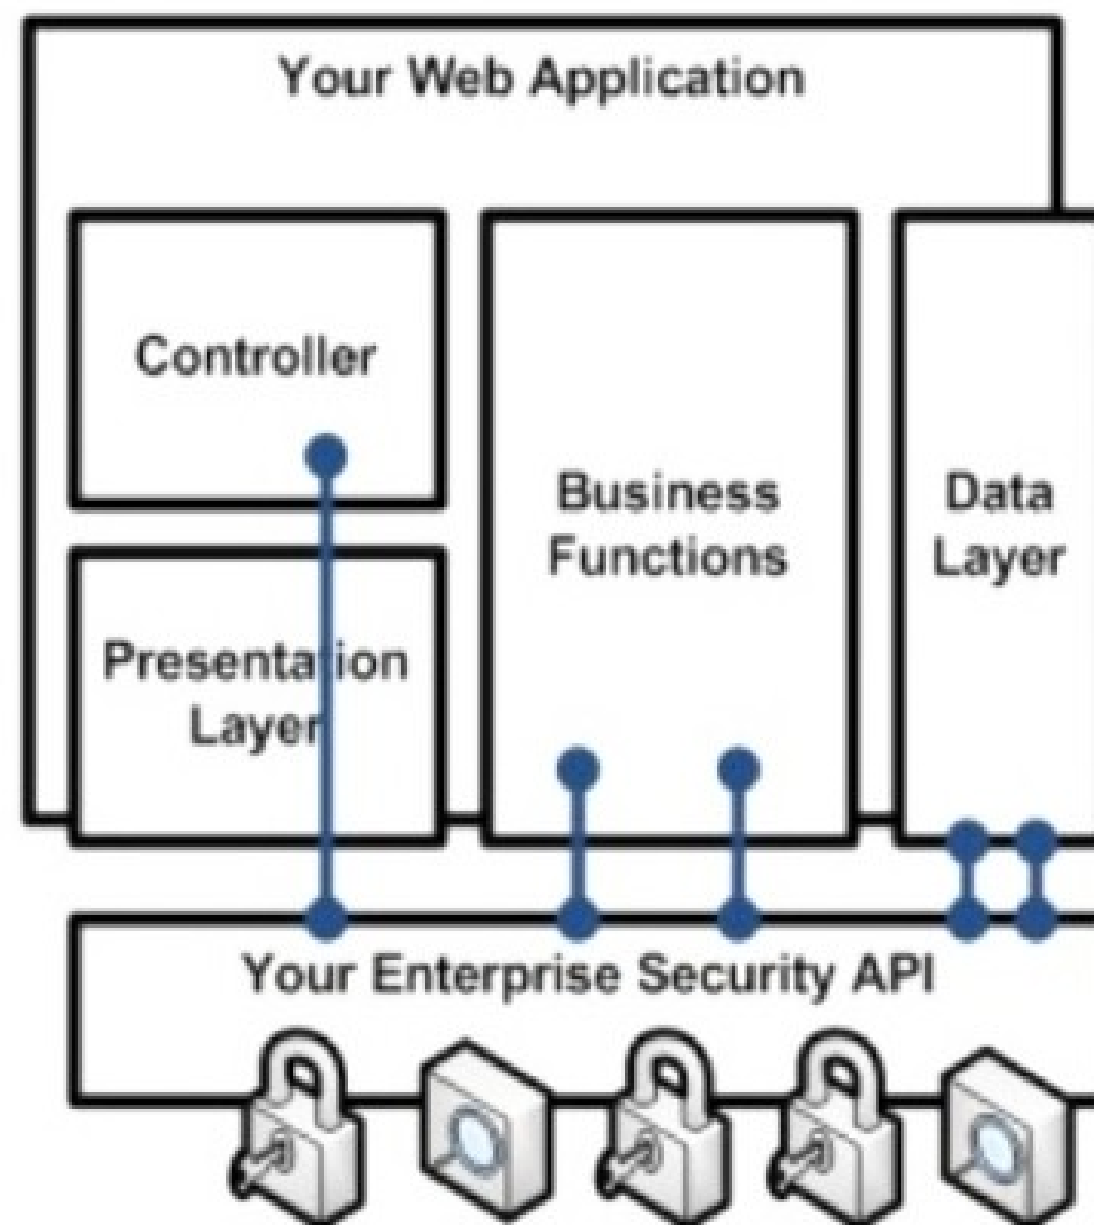 Your Web Application
Controller
Presentation
Layer
Business
Functions
Data
Layer
Your Enterprise Security API